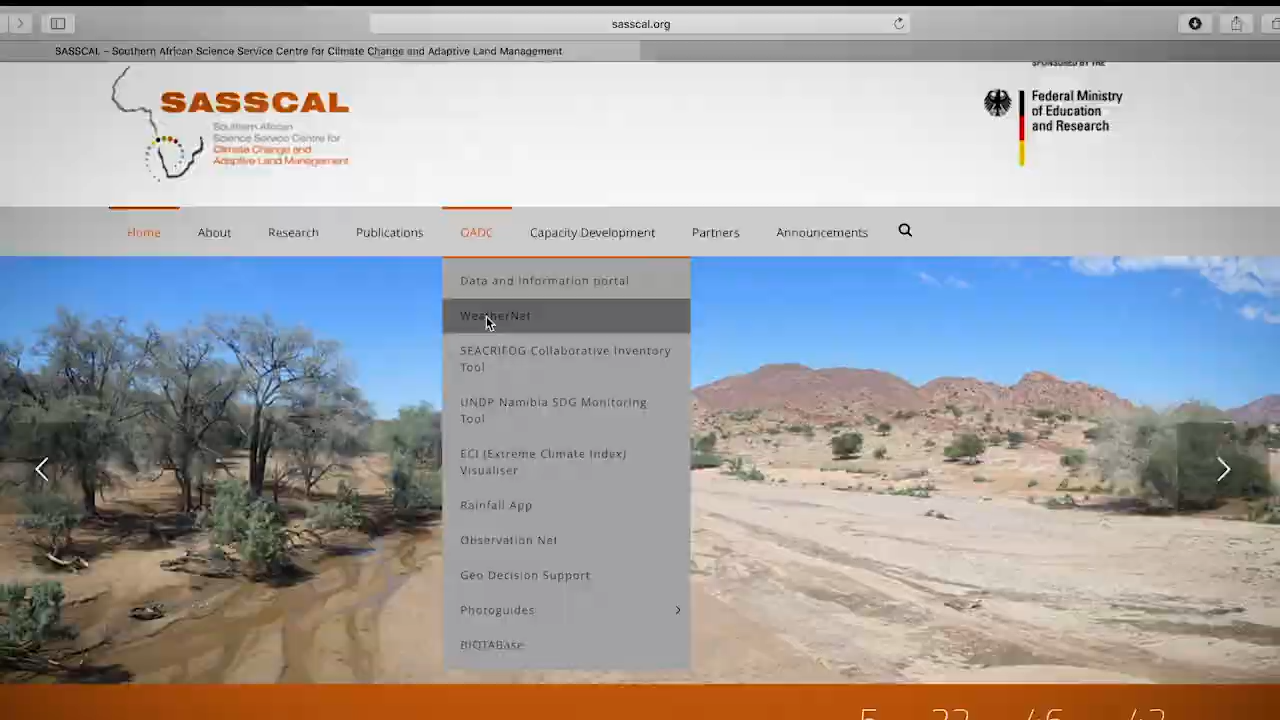 sasscal.org
SASSCAL – Southern African Science Service Centre for Climate Change and Adaptive Land Management
SPONSORED BY THE
SASSCAL
Southern African
Science Service Centre for
Climate Change and
Adaptive Land Management
Federal Ministry
of Education
and Research
Home About Research Publications OADC Capacity Development Partners Announcements
Data and information portal
WeatherNet
SEACRIFOG Collaborative Inventory
Tool
UNDP Namibia SDG Monitoring
Tool
ECI (Extreme Climate Index)
Visualiser
Rainfall App
Observation Net
Geo Decision Support
Photoguides
BIOTABase